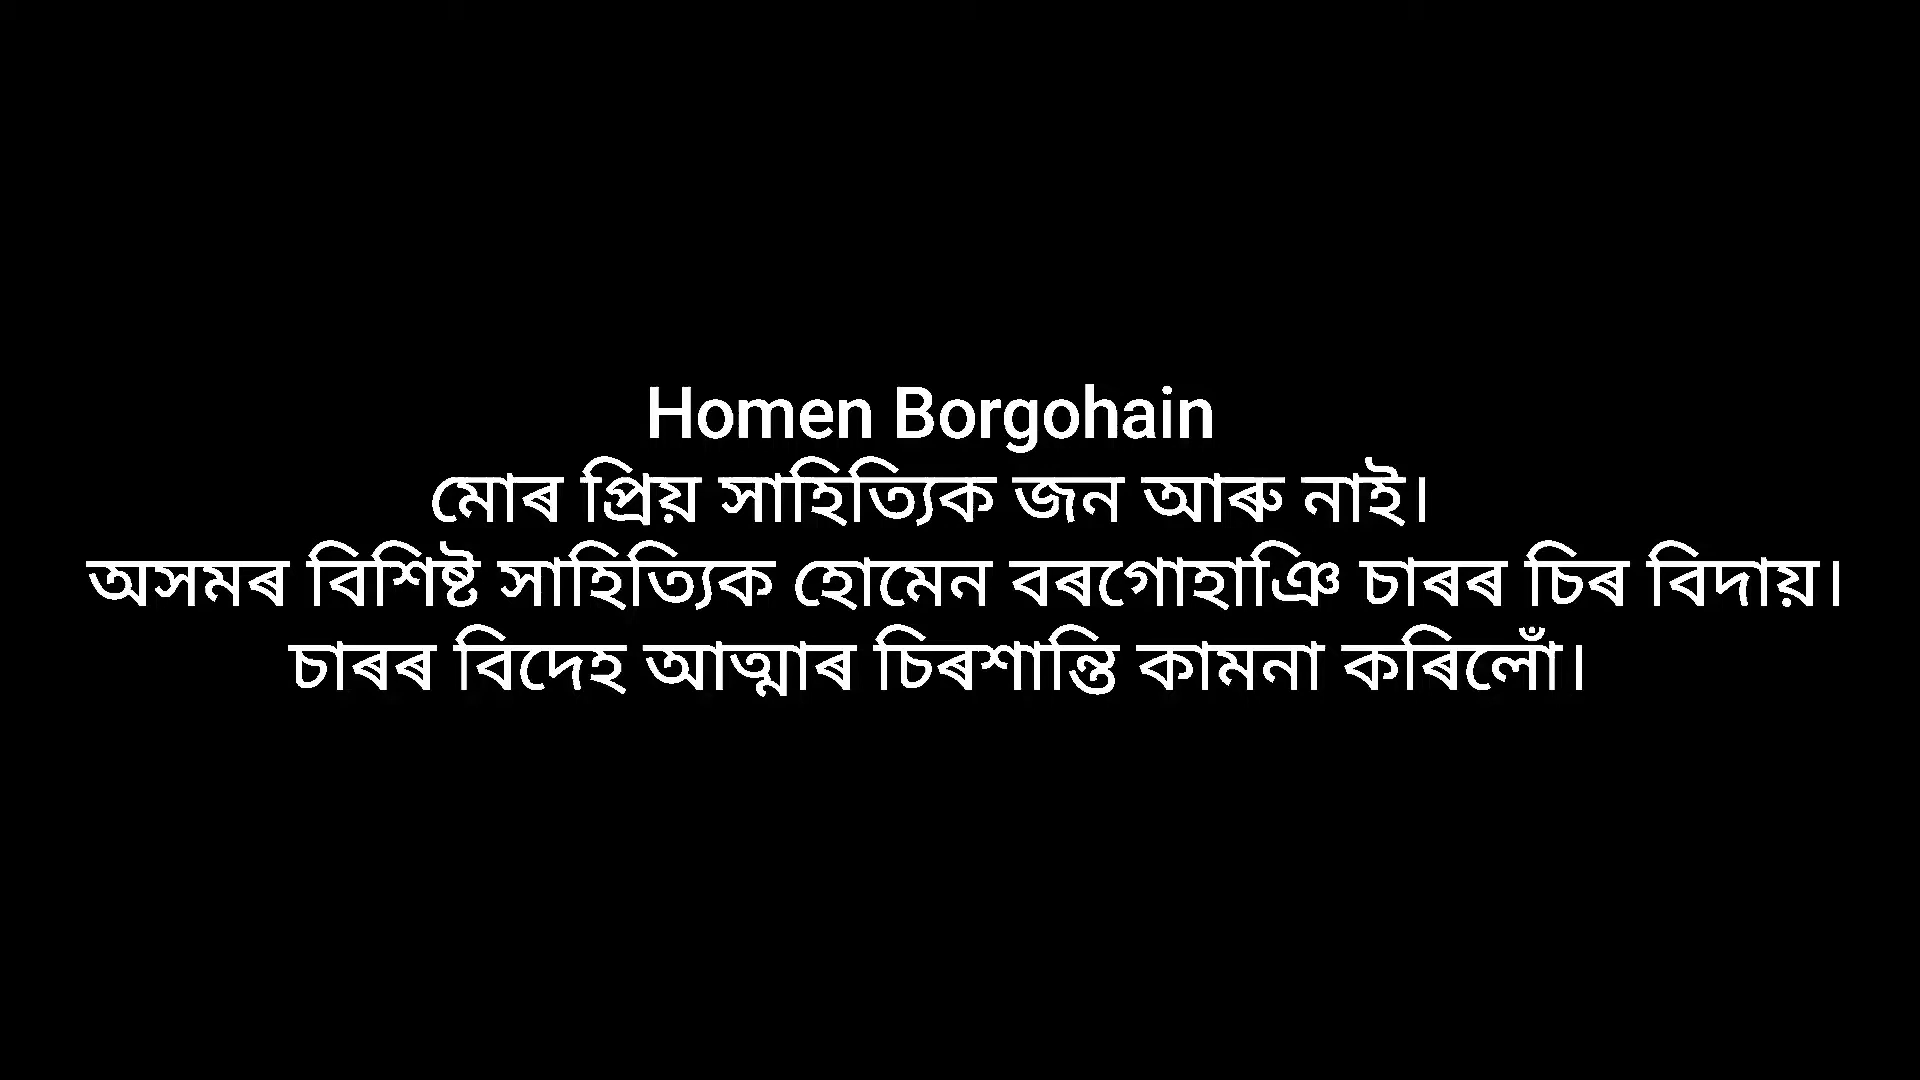 Homen Borgohain
মোৰ প্ৰিয় সাহিত্যিক জন আৰু নাই।
অসমৰ বিশিষ্ট সাহিত্যিক হোমেন বৰগোহাঞি চাৰৰ চিৰ বিদায়।
চাৰৰ বিদেহ আত্মাৰ চিৰশান্তি কামনা কৰিলোঁ।